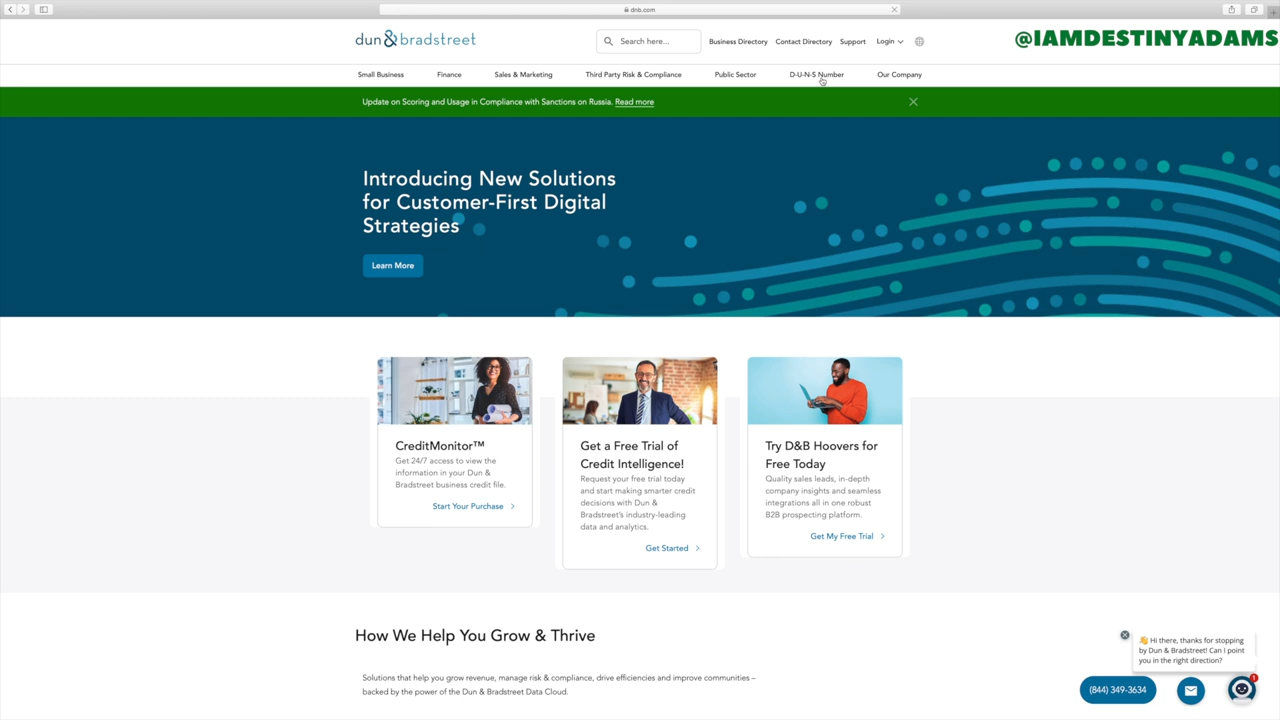 dnb.com
dun&bradstreet
Search here...
Business Directory
Contact Directory
Support
Login
@IAMDESTINYADAMS
Small Business
Finance
Sales & Marketing
Third Party Risk & Compliance
Public Sector
D-U-N-S Number
Our Company
Update on Scoring and Usage in Compliance with Sanctions on Russia. Read more
Introducing New Solutions
for Customer-First Digital
Strategies
Learn More
CreditMonitor™
Get 24/7 access to view the
information in your Dun &
Bradstreet business credit file.
Start Your Purchase
Get a Free Trial of
Credit Intelligence!
Request your free trial today
and start making smarter credit
decisions with Dun &
Bradstreet's industry-leading
data and analytics.
Get Started
Try D&B Hoovers for
Free Today
Quality sales leads, in-depth
company insights and seamless
integrations all in one robust
B2B prospecting platform.
Get My Free Trial
How We Help You Grow & Thrive
Solutions that help you grow revenue, manage risk & compliance, drive efficiencies and improve communities –
backed by the power of the Dun & Bradstreet Data Cloud.
👋 Hi there, thanks for stopping
by Dun & Bradstreet! Can I point
you in the right direction?
(844) 349-3634
1